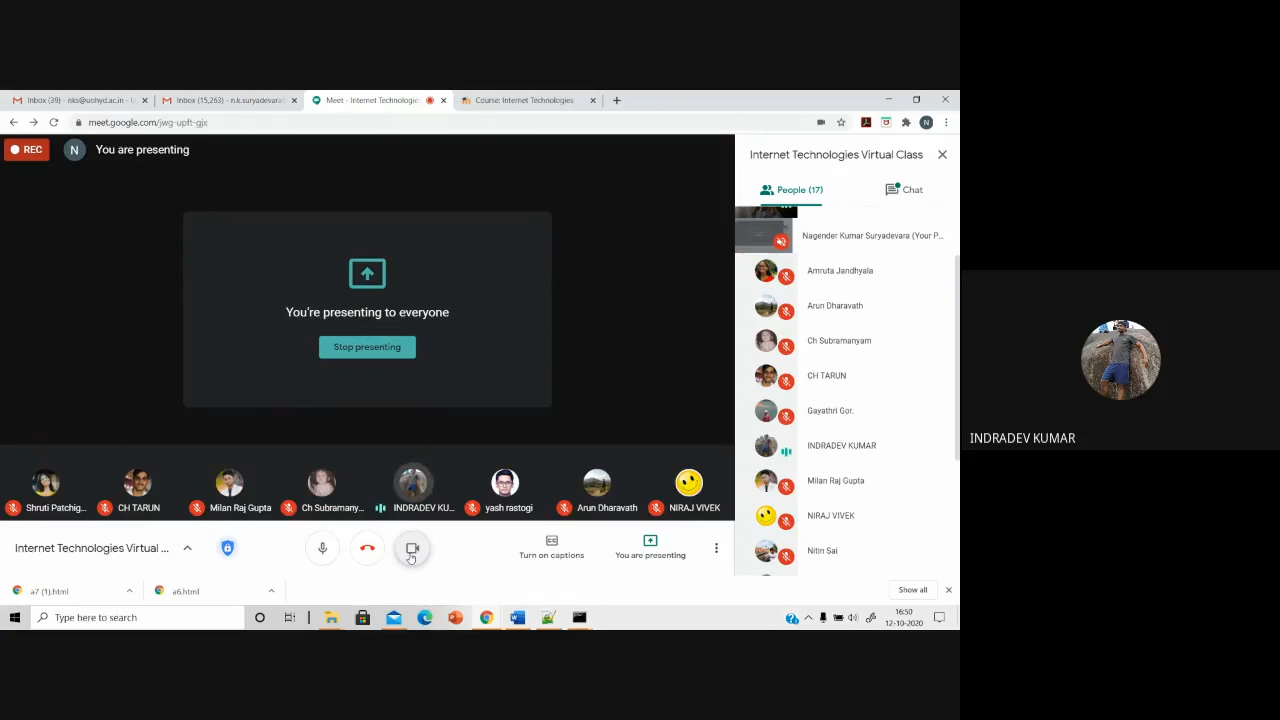 Inbox (39) - nks@uohyd.ac.in -
Inbox (15,263) - n.k.suryadevara
Meet - Internet Technologies
Course: Internet Technologies
meet.google.com/jwg-upft-gjx
N
REC
N
You are presenting
Internet Technologies Virtual Class
People (17)
Chat
You're presenting to everyone
Stop presenting
Nagender Kumar Suryadevara (Your P...
Amruta Jandhyala
Arun Dharavath
Ch Subramanyam
CH TARUN
Gayathri Gor.
INDRADEV KUMAR
Milan Raj Gupta
NIRAJ VIVEK
Nitin Sai
Shruti Patchig...
CH TARUN
Milan Raj Gupta
Ch Subramany...
INDRADEV KU...
yash rastogi
Arun Dharavath
NIRAJ VIVEK
Internet Technologies Virtual ...
Turn on captions
You are presenting
a7 (1).html
a6.html
Show all
Type here to search
16:50
12-10-2020
INDRADEV KUMAR